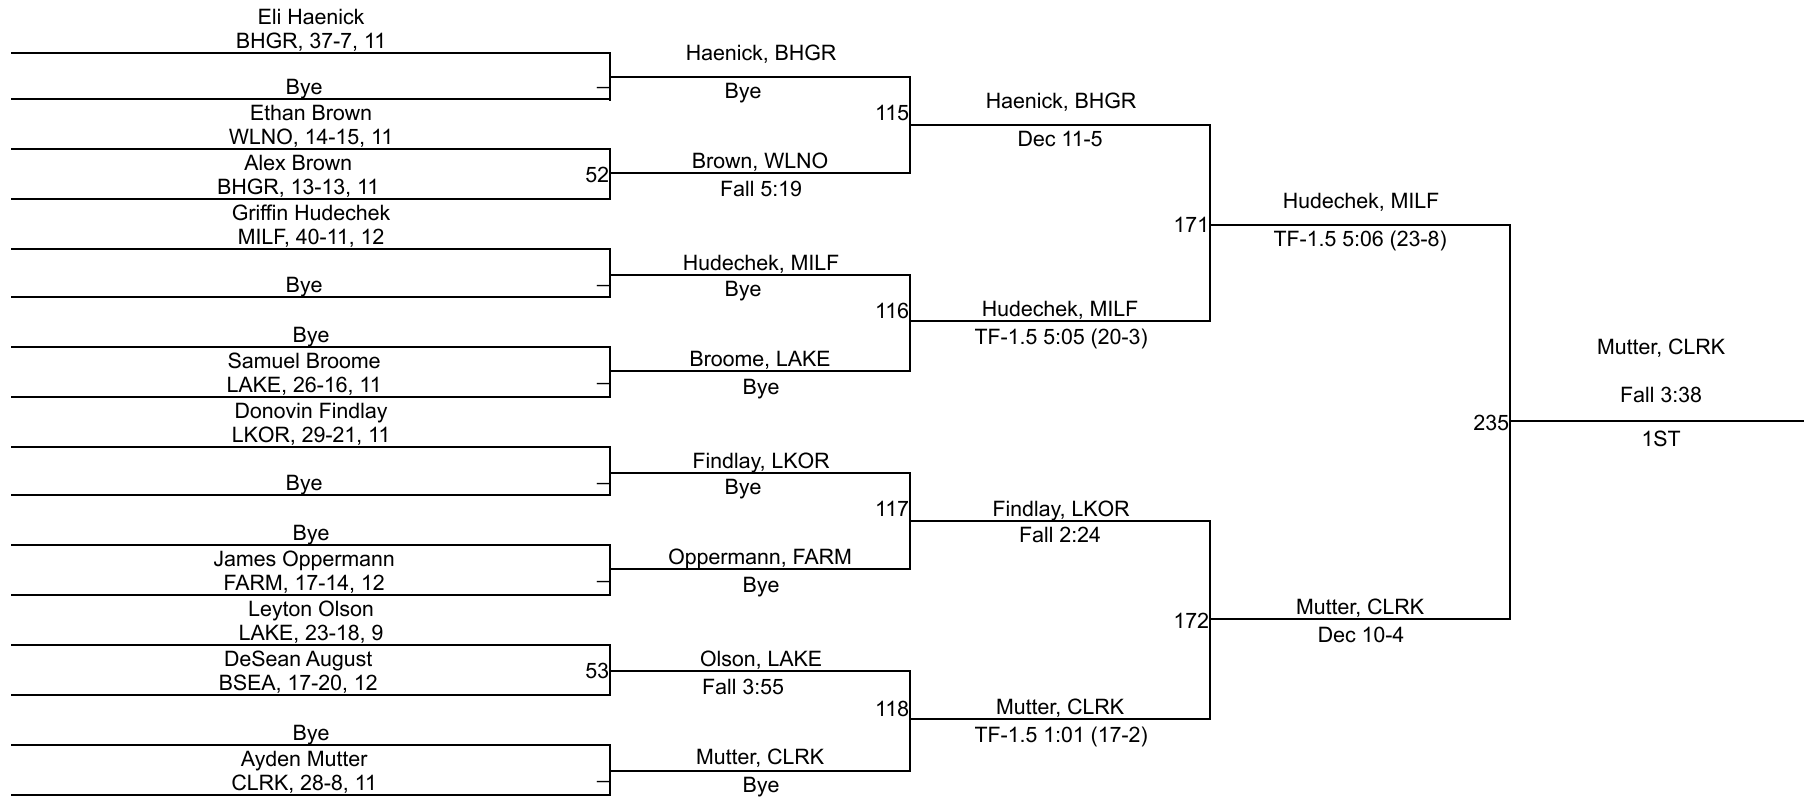 Eli Haenick
BHGR, 37-7, 11
Bye
Ethan Brown
WLNO, 14-15, 11
Alex Brown
BHGR, 13-13, 11
52
Griffin Hudechek
MILF, 40-11, 12
Bye
Bye
Samuel Broome
LAKE, 26-16, 11
Donovin Findlay
LKOR, 29-21, 11
Bye
Bye
James Oppermann
FARM, 17-14, 12
Leyton Olson
LAKE, 23-18, 9
DeSean August
BSEA, 17-20, 12
53
Bye
Ayden Mutter
CLRK, 28-8, 11
Haenick, BHGR
Bye
115
Brown, WLNO
Fall 5:19
Hudechek, MILF
Bye
116
Broome, LAKE
Bye
Findlay, LKOR
Bye
117
Oppermann, FARM
Bye
Olson, LAKE
Fall 3:55
118
Mutter, CLRK
Bye
Haenick, BHGR
Dec 11-5
171
Hudechek, MILF
TF-1.5 5:05 (20-3)
Findlay, LKOR
Fall 2:24
172
Mutter, CLRK
TF-1.5 1:01 (17-2)
Hudechek, MILF
TF-1.5 5:06 (23-8)
235
Mutter, CLRK
Dec 10-4
Mutter, CLRK
Fall 3:38
1ST